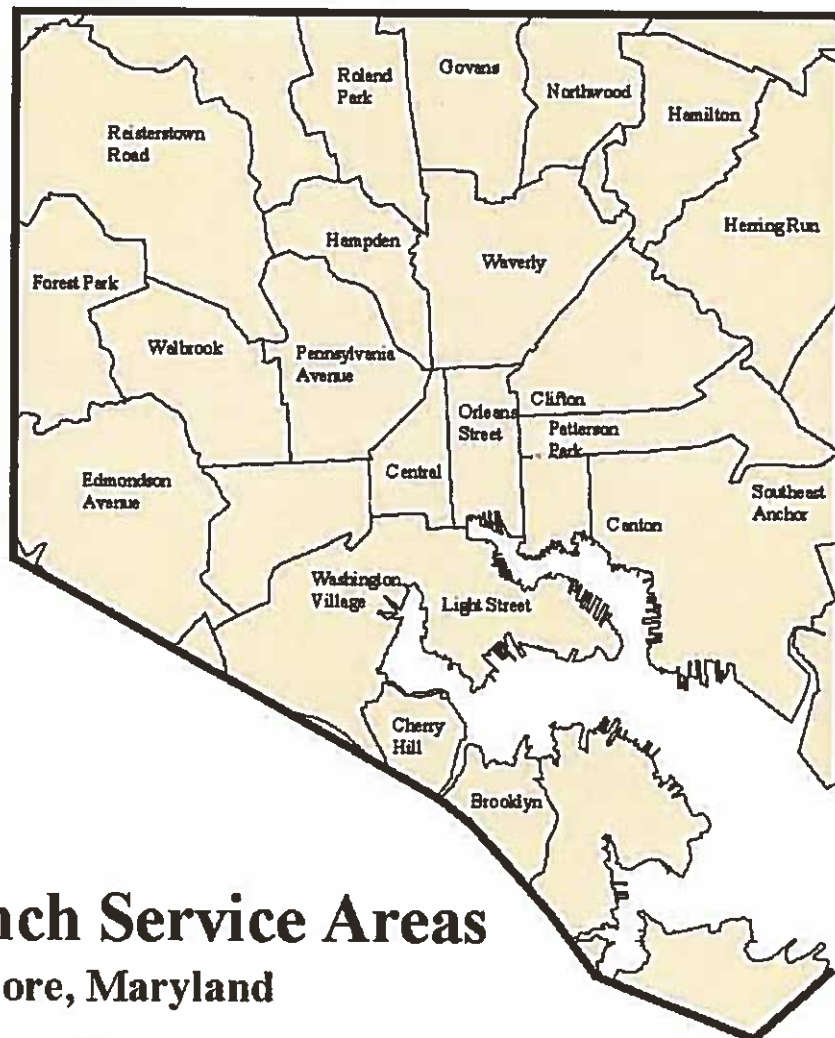 Govans
Roland
Park
Northwood
Hamilton
Reisterstown
Road
Herring Run
Hampden
Waverly
Forest Park
Walbrook
Pennsylvania
Avenue
Clifton
Orleans
Street
Patterson
Park
Central
Edmondson
Avenue
Southeast
Anchor
Canton
Washington
Village
Light Street
Cherry
Hill
Brooklyn
nch Service Areas
ore, Maryland